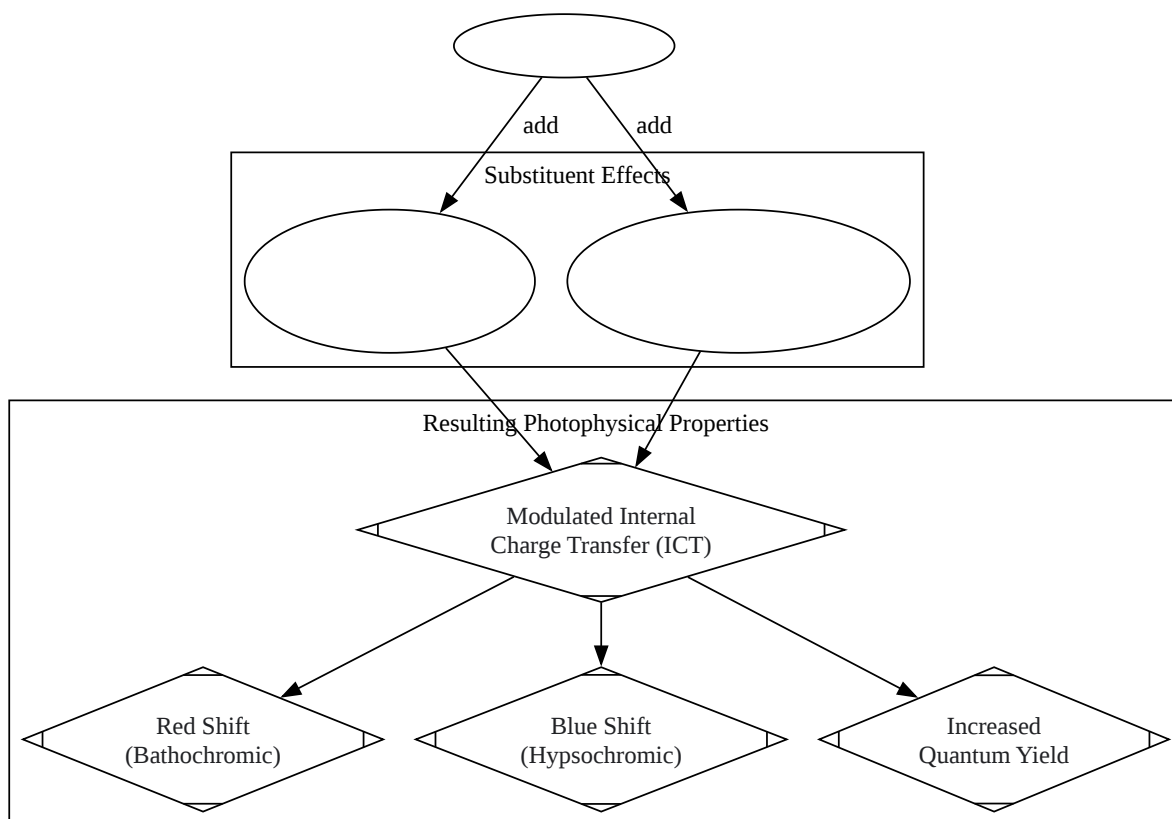 add
add
Substituent Effects
Resulting Photophysical Properties
Modulated Internal
Charge Transfer (ICT)
Red Shift
(Bathochromic)
Blue Shift
(Hypsochromic)
Increased
Quantum Yield